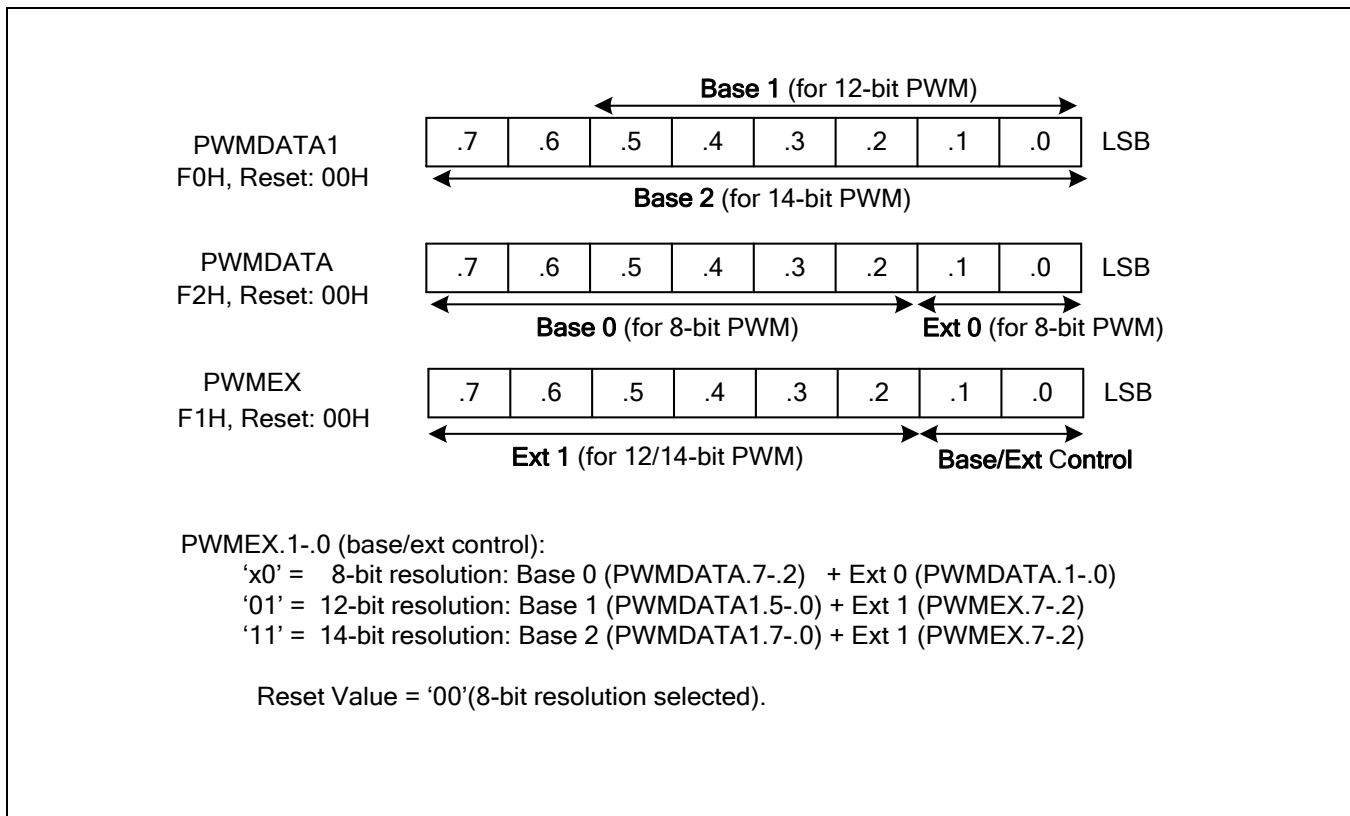 Base 1 (for 12-bit PWM)
PWMDATA1
F0H, Reset: 00H
.7 .6 .5 .4 .3 .2 .1 .0 LSB
Base 2 (for 14-bit PWM)
PWMDATA
F2H, Reset: 00H
.7 .6 .5 .4 .3 .2 .1 .0 LSB
Base 0 (for 8-bit PWM) Ext 0 (for 8-bit PWM)
PWMEX
F1H, Reset: 00H
.7 .6 .5 .4 .3 .2 .1 .0 LSB
Ext 1 (for 12/14-bit PWM) Base/Ext Control
PWMEX.1-.0 (base/ext control):
‘x0’ = 8-bit resolution: Base 0 (PWMDATA.7-.2) + Ext 0 (PWMDATA.1-.0)
‘01’ = 12-bit resolution: Base 1 (PWMDATA1.5-.0) + Ext 1 (PWMEX.7-.2)
‘11’ = 14-bit resolution: Base 2 (PWMDATA1.7-.0) + Ext 1 (PWMEX.7-.2)
Reset Value = ‘00’(8-bit resolution selected).